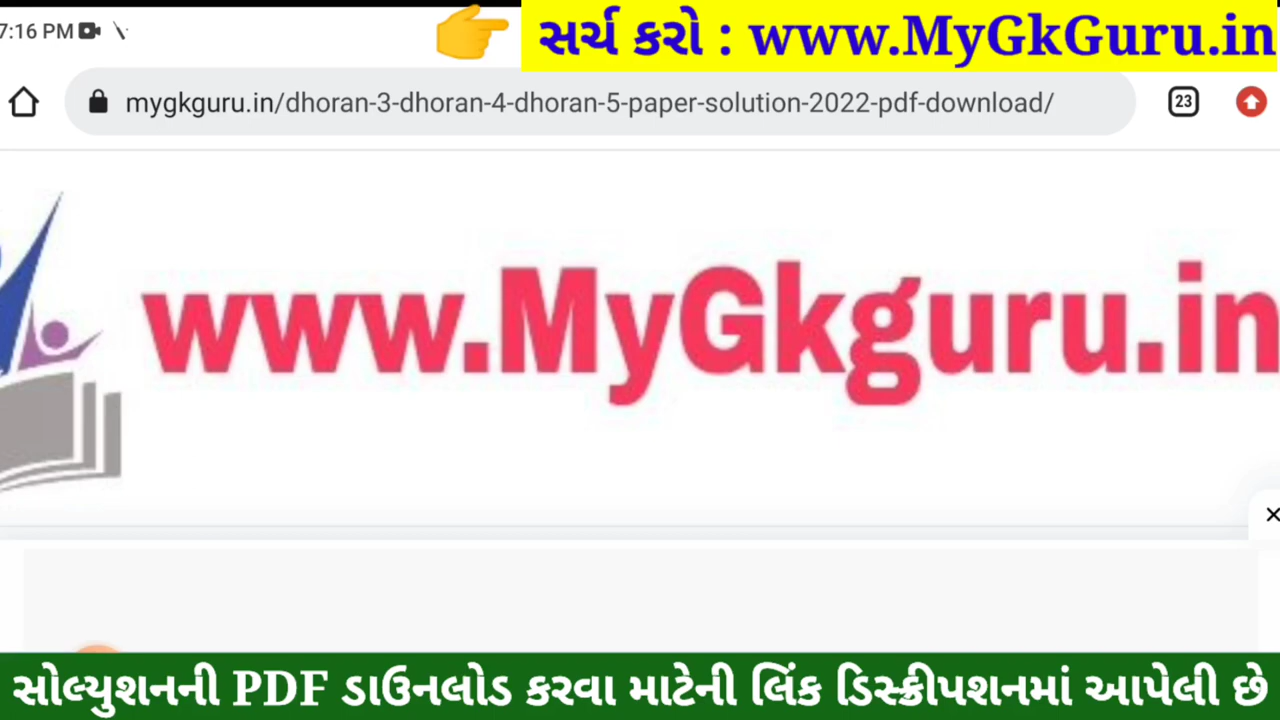 7:16 PM
સર્ચ કરો : www.MyGkGuru.in
mygkguru.in/dhoran-3-dhoran-4-dhoran-5-paper-solution-2022-pdf-download/
23
www.MyGkguru.in
સોલ્યુશનની PDF ડાઉનલોડ કરવા માટેની લિંક ડિસ્ક્રીપશનમાં આપેલી છે